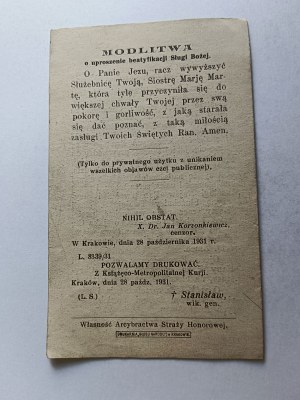 MODLITWA
o uproszenie beatyfikacji Sługi Bożej.
O Panie Jezu, racz wywyższyć
Służebnicę Twoją, Siostrę Marję Mar-
tę, która tyle przyczyniła się do
większej chwały Twojej przez swą
pokorę i gorliwość, z jaką starała
się dać poznać, z taką miłością
zasługi Twoich Świętych Ran. Amen.
(Tylko do prywatnego użytku z unikaniem
wszelkich objawów czci publicznej).
NIHIL OBSTAT.
X. Dr. Jan Korzonkiewicz,
censor.
W Krakowie, dnia 28 października 1931 r.
L. 8639/31
POZWALAMY DRUKOWAĆ.
Z Książęco-Metropolitalnej Kurji.
Kraków, dnia 28 paźdz. 1931.
(L. S.) † Stanisław,
wik. gen.
Własność Arcybractwa Straży Honorowej.